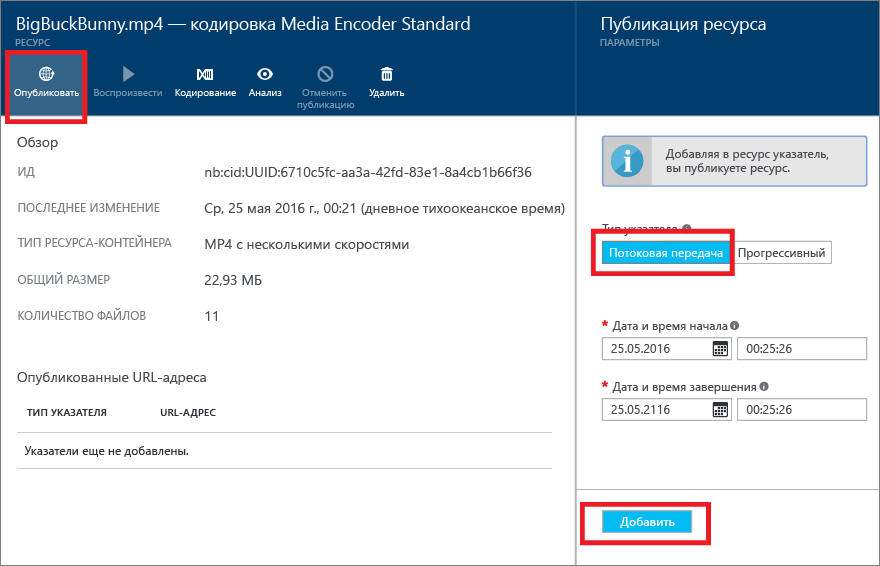 BigBuckBunny.mp4 — кодировка Media Encoder Standard
РЕСУРС
Опубликовать
Воспроизвести
Кодирование
Анализ
Отменить
публикацию
Удалить
Обзор
ИД nb:cid:UUID:6710c5fc-aa3a-42fd-83e1-8a4cb1b66f36
ПОСЛЕДНЕЕ ИЗМЕНЕНИЕ Ср, 25 мая 2016 г., 00:21 (дневное тихоокеанское время)
ТИП РЕСУРСА-КОНТЕЙНЕРА MP4 с несколькими скоростями
ОБЩИЙ РАЗМЕР 22,93 МБ
КОЛИЧЕСТВО ФАЙЛОВ 11
Опубликованные URL-адреса
ТИП УКАЗАТЕЛЯ URL-АДРЕС
Указатели еще не добавлены.
Публикация ресурса
ПАРАМЕТРЫ
Добавляя в ресурс указатель,
вы публикуете ресурс.
Тип указателя
Потоковая передача Прогрессивный
* Дата и время начала
25.05.2016 00:25:26
* Дата и время завершения
25.05.2116 00:25:26
Добавить